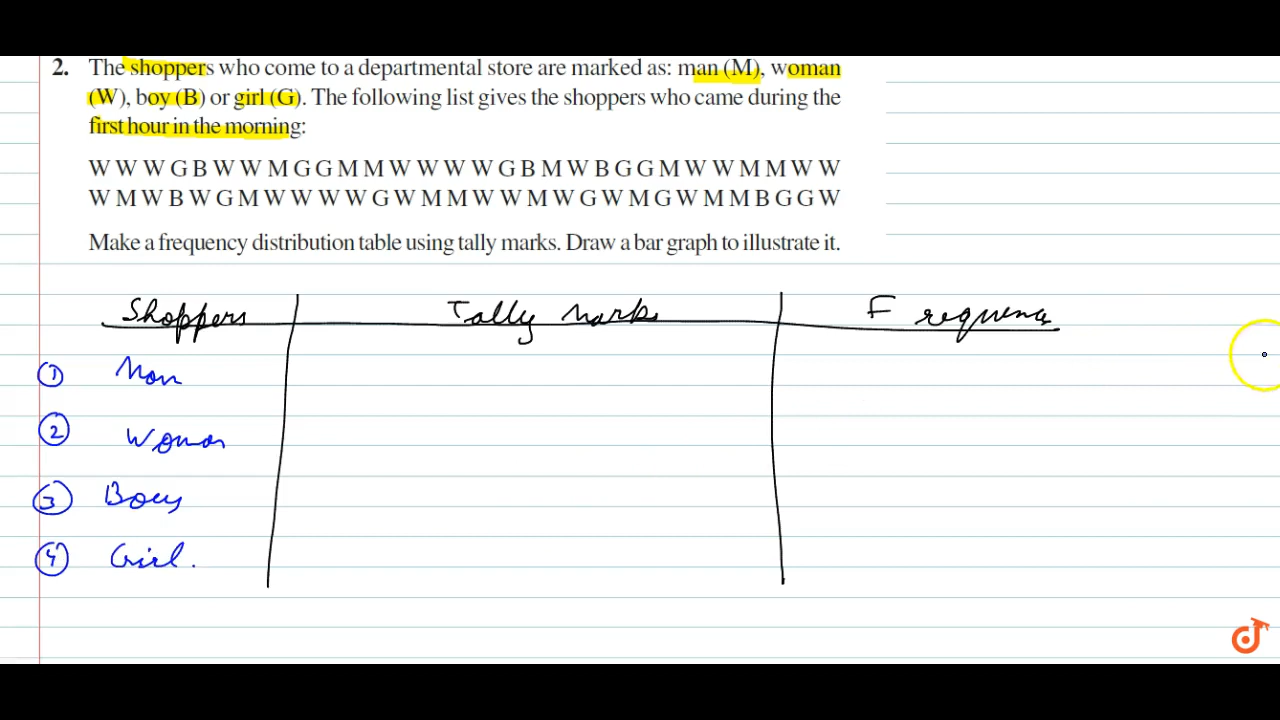 2. The shoppers who come to a departmental store are marked as: man (M), woman
(W), boy (B) or girl (G). The following list gives the shoppers who came during the
first hour in the morning:
W W W G B W W M G G M M W W W W G B M W B G G M W W M M W W
W M W B W G M W W W W G W M M W W M W G W M G W M M B G G W
Make a frequency distribution table using tally marks. Draw a bar graph to illustrate it.
Shoppers Tally Marks Frequency
① Man
② Woman
③ Boys
④ Girl.